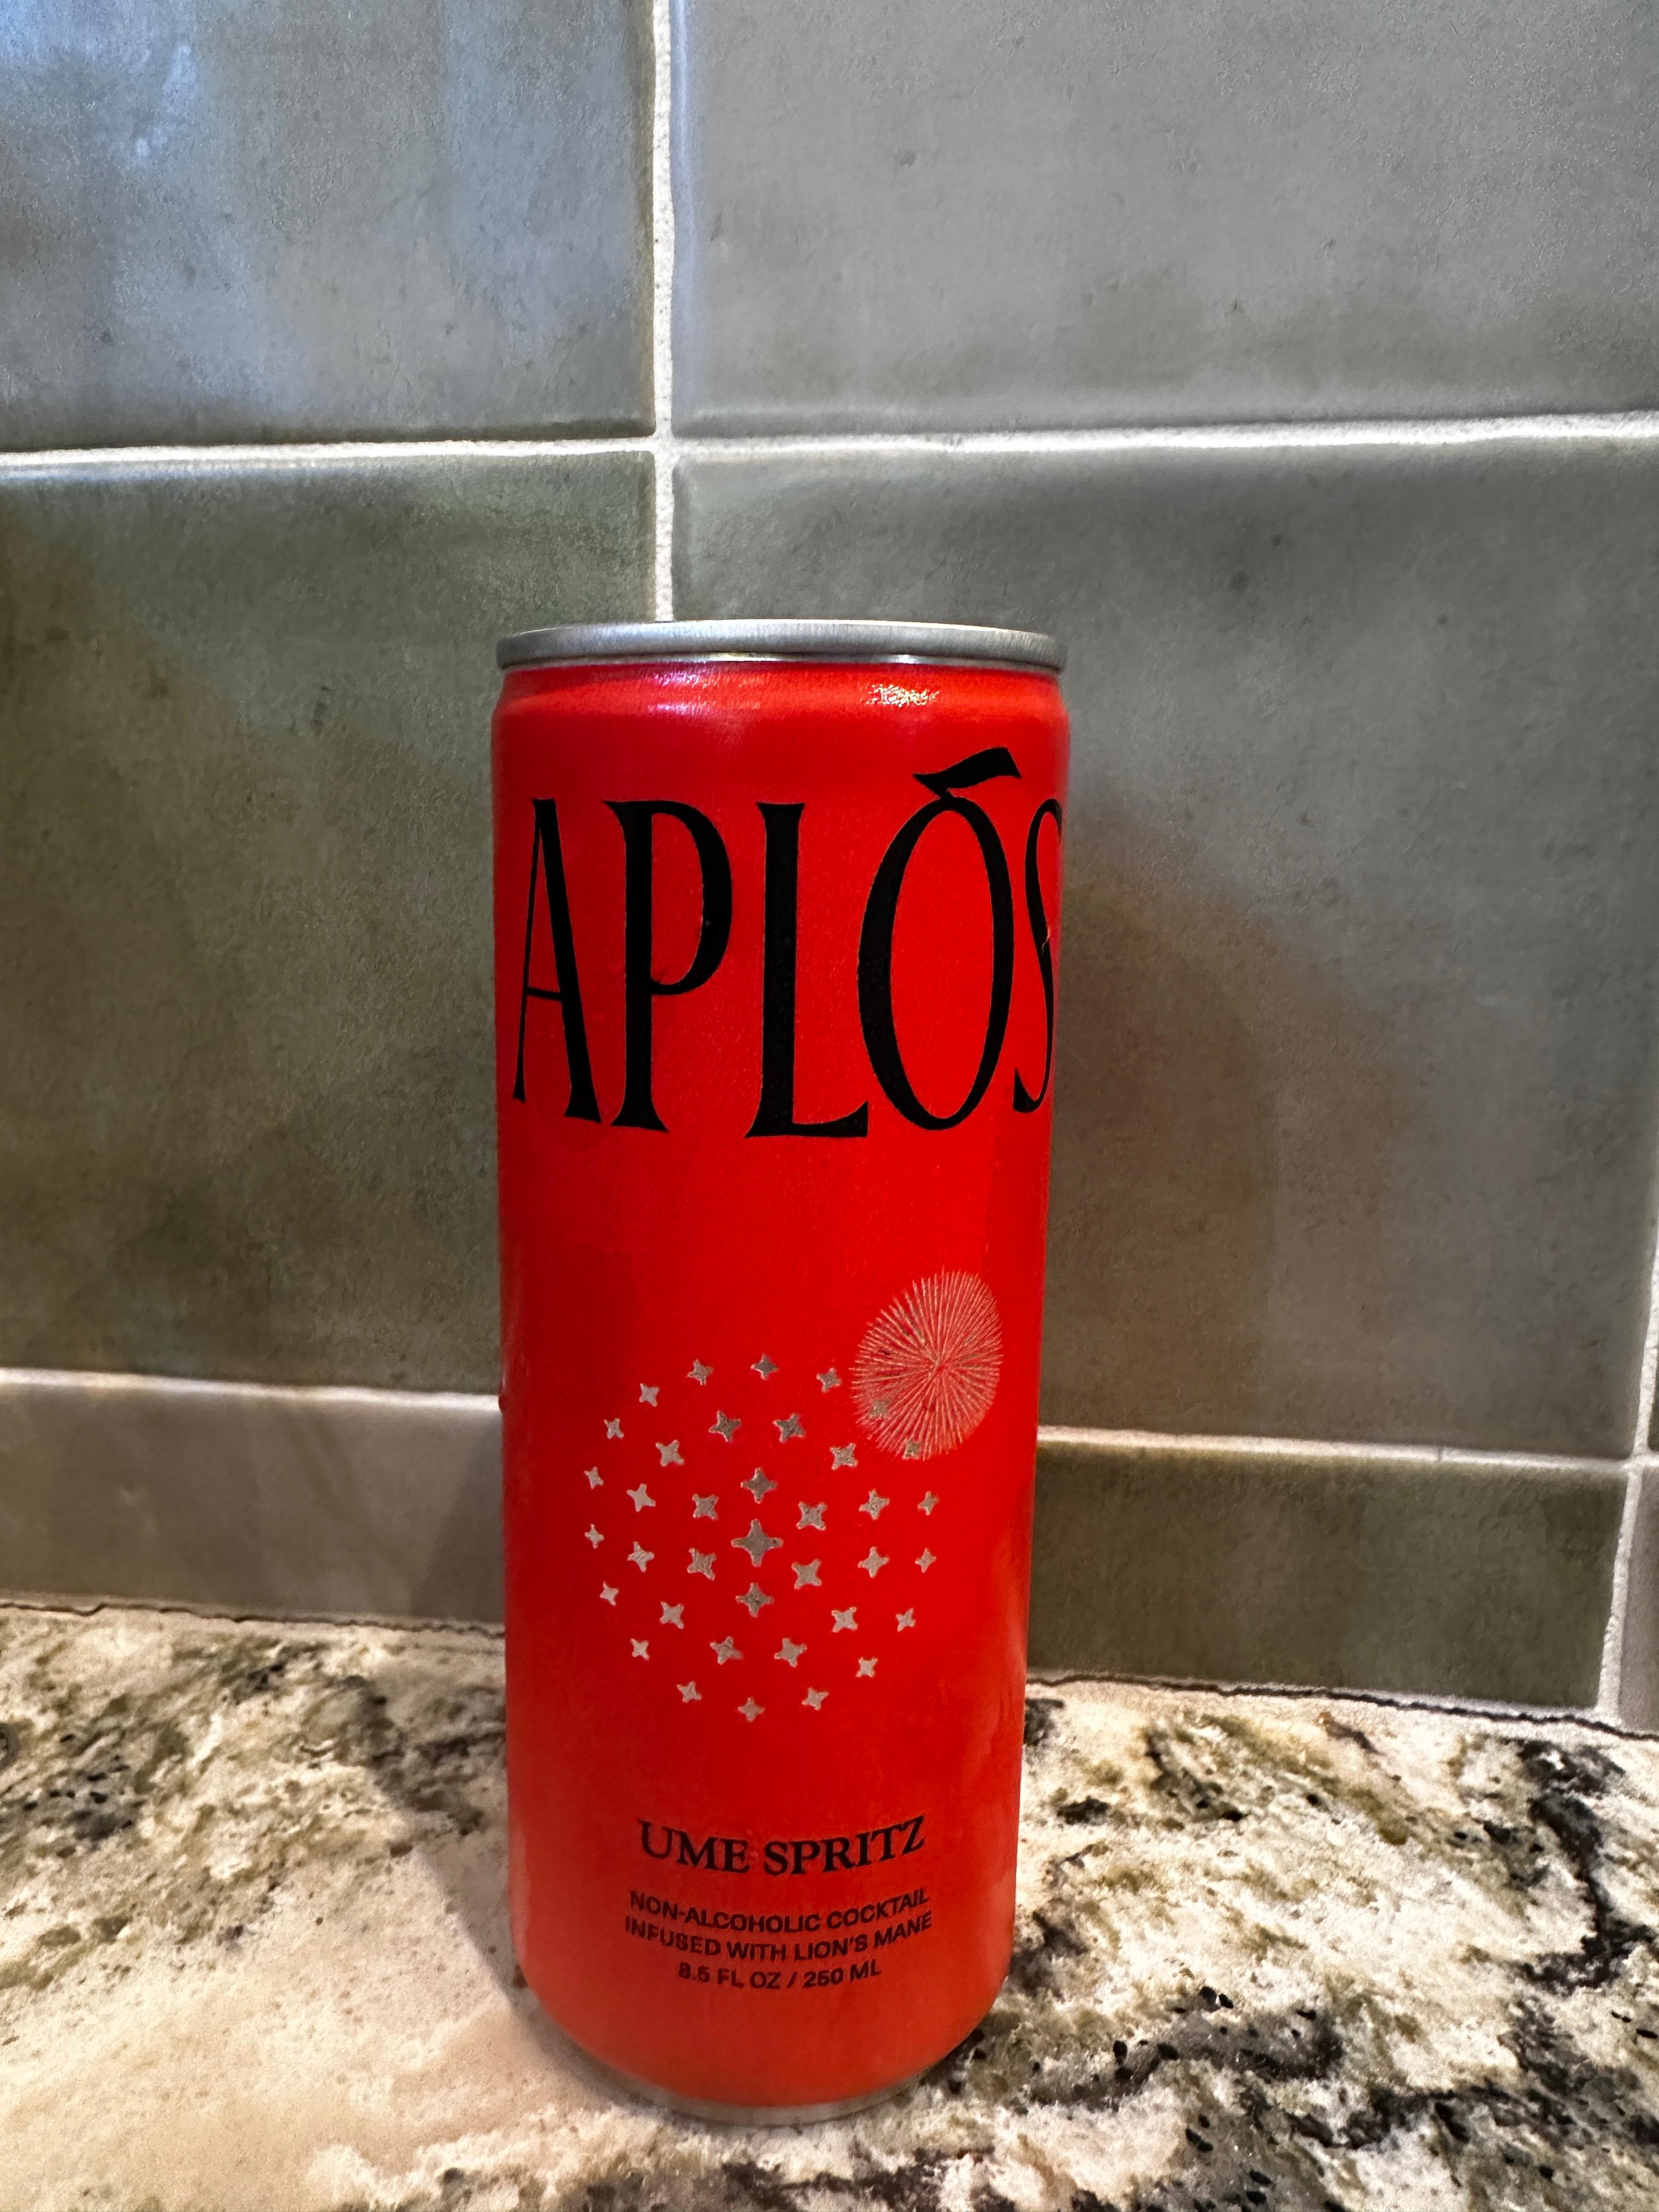 APLÓS
UME SPRITZ
NON-ALCOHOLIC COCKTAIL
INFUSED WITH LION'S MANE
8.5 FL OZ / 250 ML